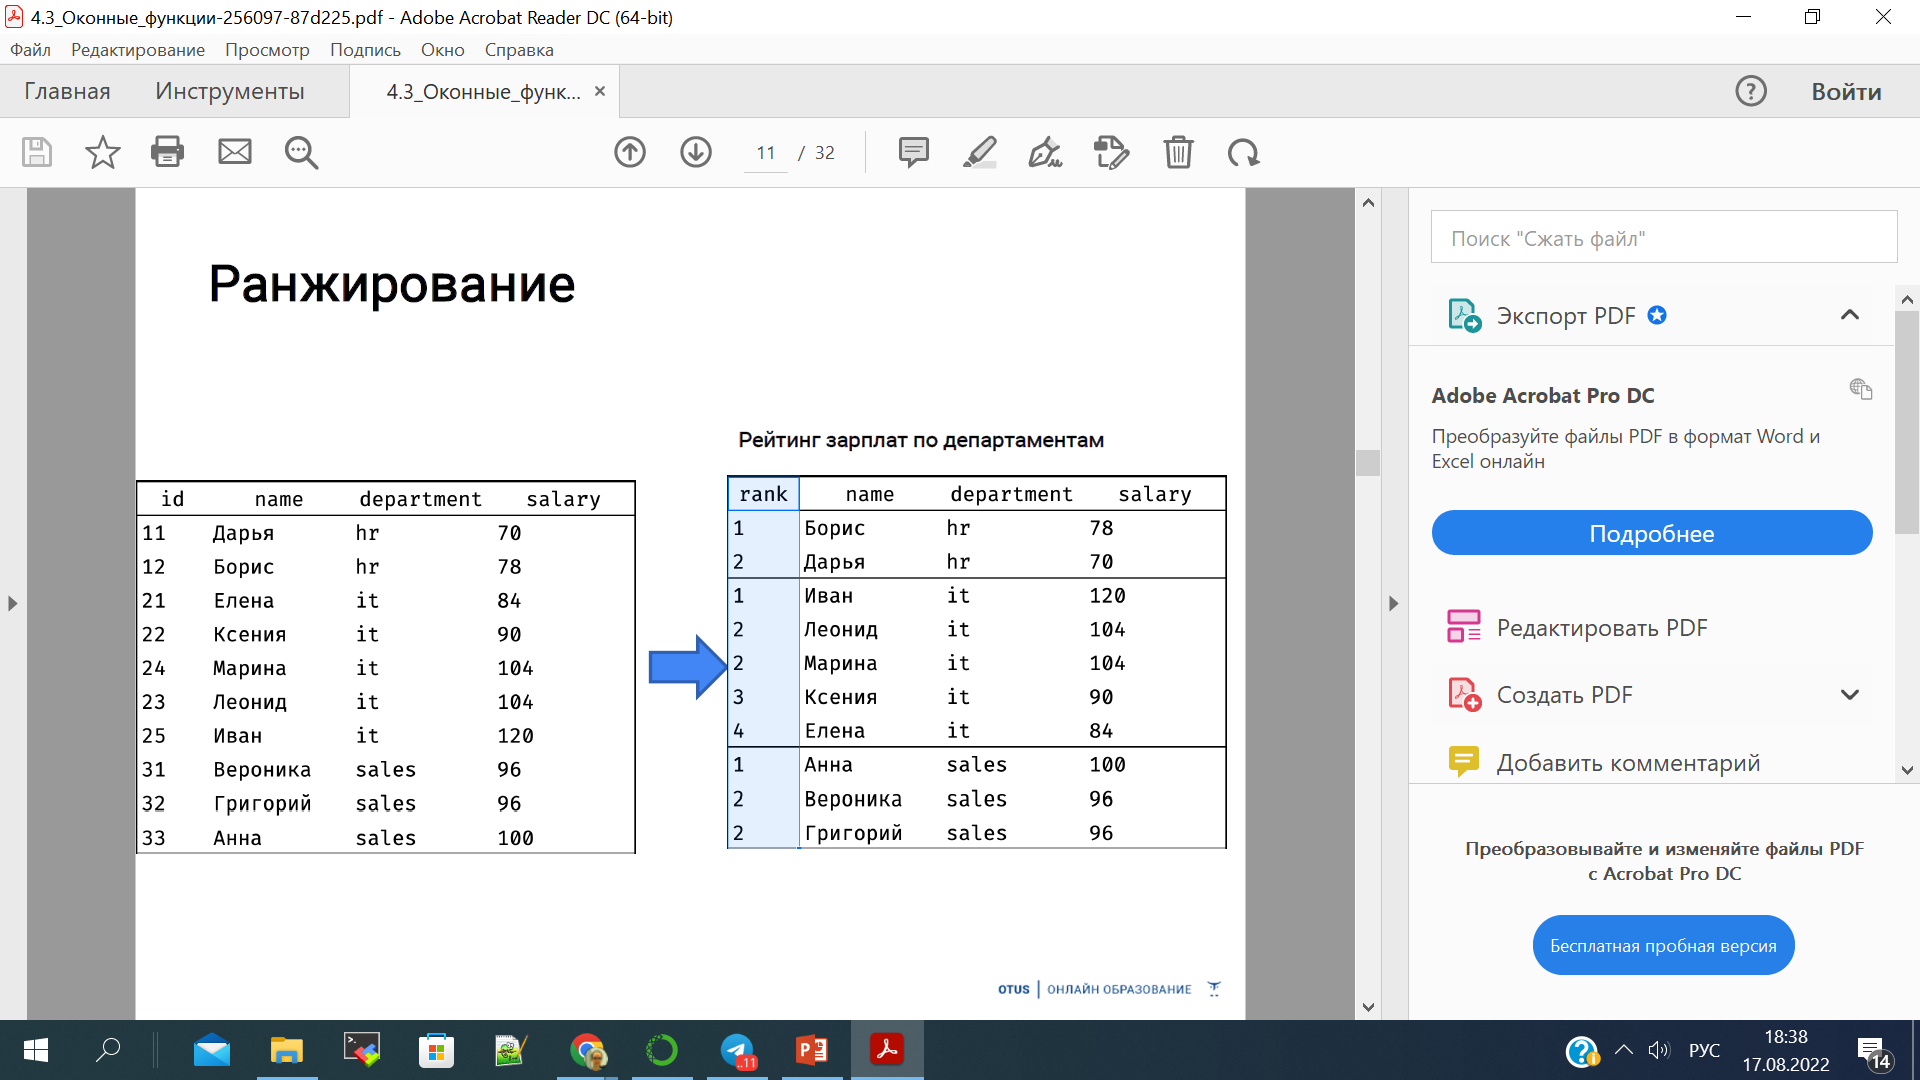 4.3_Оконные_функции-256097-87d225.pdf - Adobe Acrobat Reader DC (64-bit)
Файл Редактирование Просмотр Подпись Окно Справка
Главная Инструменты 4.3_Оконные_функ... Войти
11 / 32
Ранжирование
Рейтинг зарплат по департаментам
id name department salary
11 Дарья hr 70
12 Борис hr 78
21 Елена it 84
22 Ксения it 90
24 Марина it 104
23 Леонид it 104
25 Иван it 120
31 Вероника sales 96
32 Григорий sales 96
33 Анна sales 100
rank name department salary
1 Борис hr 78
2 Дарья hr 70
1 Иван it 120
2 Леонид it 104
2 Марина it 104
3 Ксения it 90
4 Елена it 84
1 Анна sales 100
2 Вероника sales 96
2 Григорий sales 96
OTUS | ОНЛАЙН ОБРАЗОВАНИЕ
Поиск "Сжать файл"
Экспорт PDF
Adobe Acrobat Pro DC
Преобразуйте файлы PDF в формат Word и
Excel онлайн
Подробнее
Редактировать PDF
Создать PDF
Добавить комментарий
Преобразовывайте и изменяйте файлы PDF
с Acrobat Pro DC
Бесплатная пробная версия
..11
РУС
18:38
17.08.2022
14